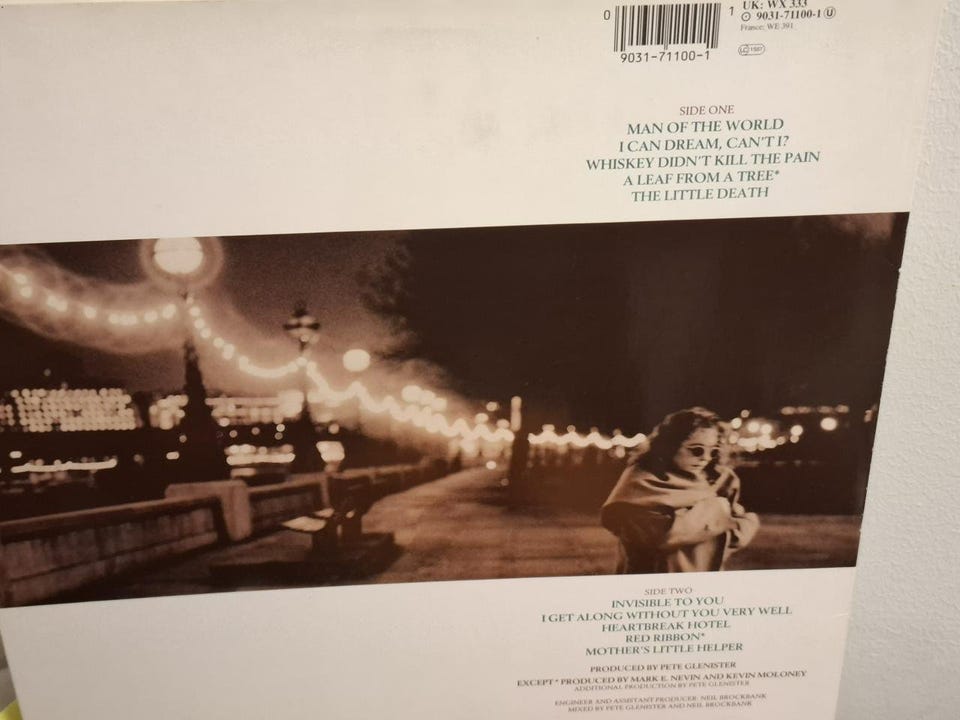 UK: WX 333
℗ 9031-71100-1 Ⓤ
France: WE 391
LC 1557
0 1
9031-71100-1
SIDE ONE
MAN OF THE WORLD
I CAN DREAM, CAN'T I?
WHISKEY DIDN'T KILL THE PAIN
A LEAF FROM A TREE*
THE LITTLE DEATH
SIDE TWO
INVISIBLE TO YOU
I GET ALONG WITHOUT YOU VERY WELL
HEARTBREAK HOTEL
RED RIBBON*
MOTHER'S LITTLE HELPER
PRODUCED BY PETE GLENISTER
EXCEPT * PRODUCED BY MARK E. NEVIN AND KEVIN MOLONEY
ADDITIONAL PRODUCTION BY PETE GLENISTER
ENGINEER AND ASSISTANT PRODUCER: NEIL BROCKBANK
MIXED BY PETE GLENISTER AND NEIL BROCKBANK